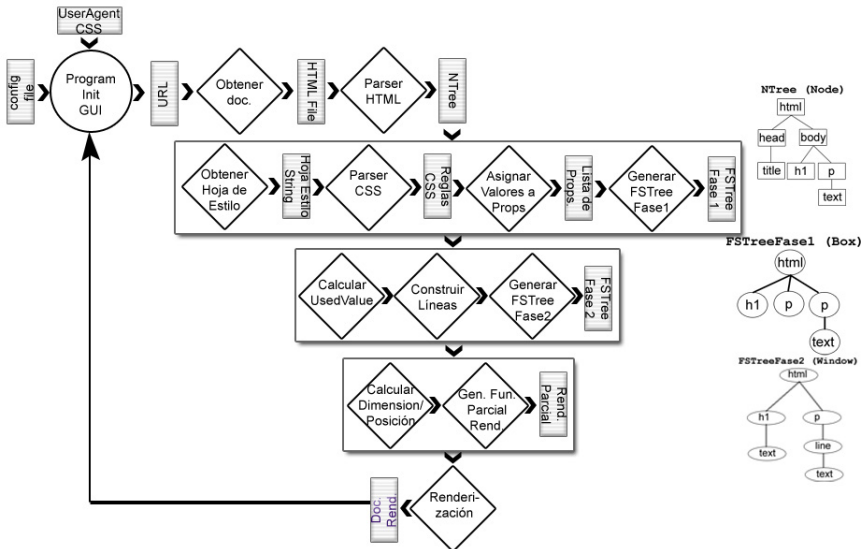 UserAgent
CSS
config
file
Program
Init
GUI
URL
Obtener
doc.
HTML File
Parser
HTML
NTree
Obtener
Hoja de
Estilo
Hoja Estilo
String
Parser
CSS
Reglas
CSS
Asignar
Valores a
Props.
Lista de
Props.
Generar
FSTree
Fase1
FSTree
Fase 1
Calcular
UsedValue
Construir
Líneas
Generar
FSTree
Fase2
FSTree
Fase 2
Calcular
Dimension/
Posición
Gen. Fun.
Parcial
Rend.
Rend.
Parcial
Renderi-
zación
Doc.
Rend.
NTree (Node)
html
head
body
title
h1
p
text
FSTreeFase1 (Box)
html
h1
p
p
text
FSTreeFase2 (Window)
html
h1
p
text
line
text